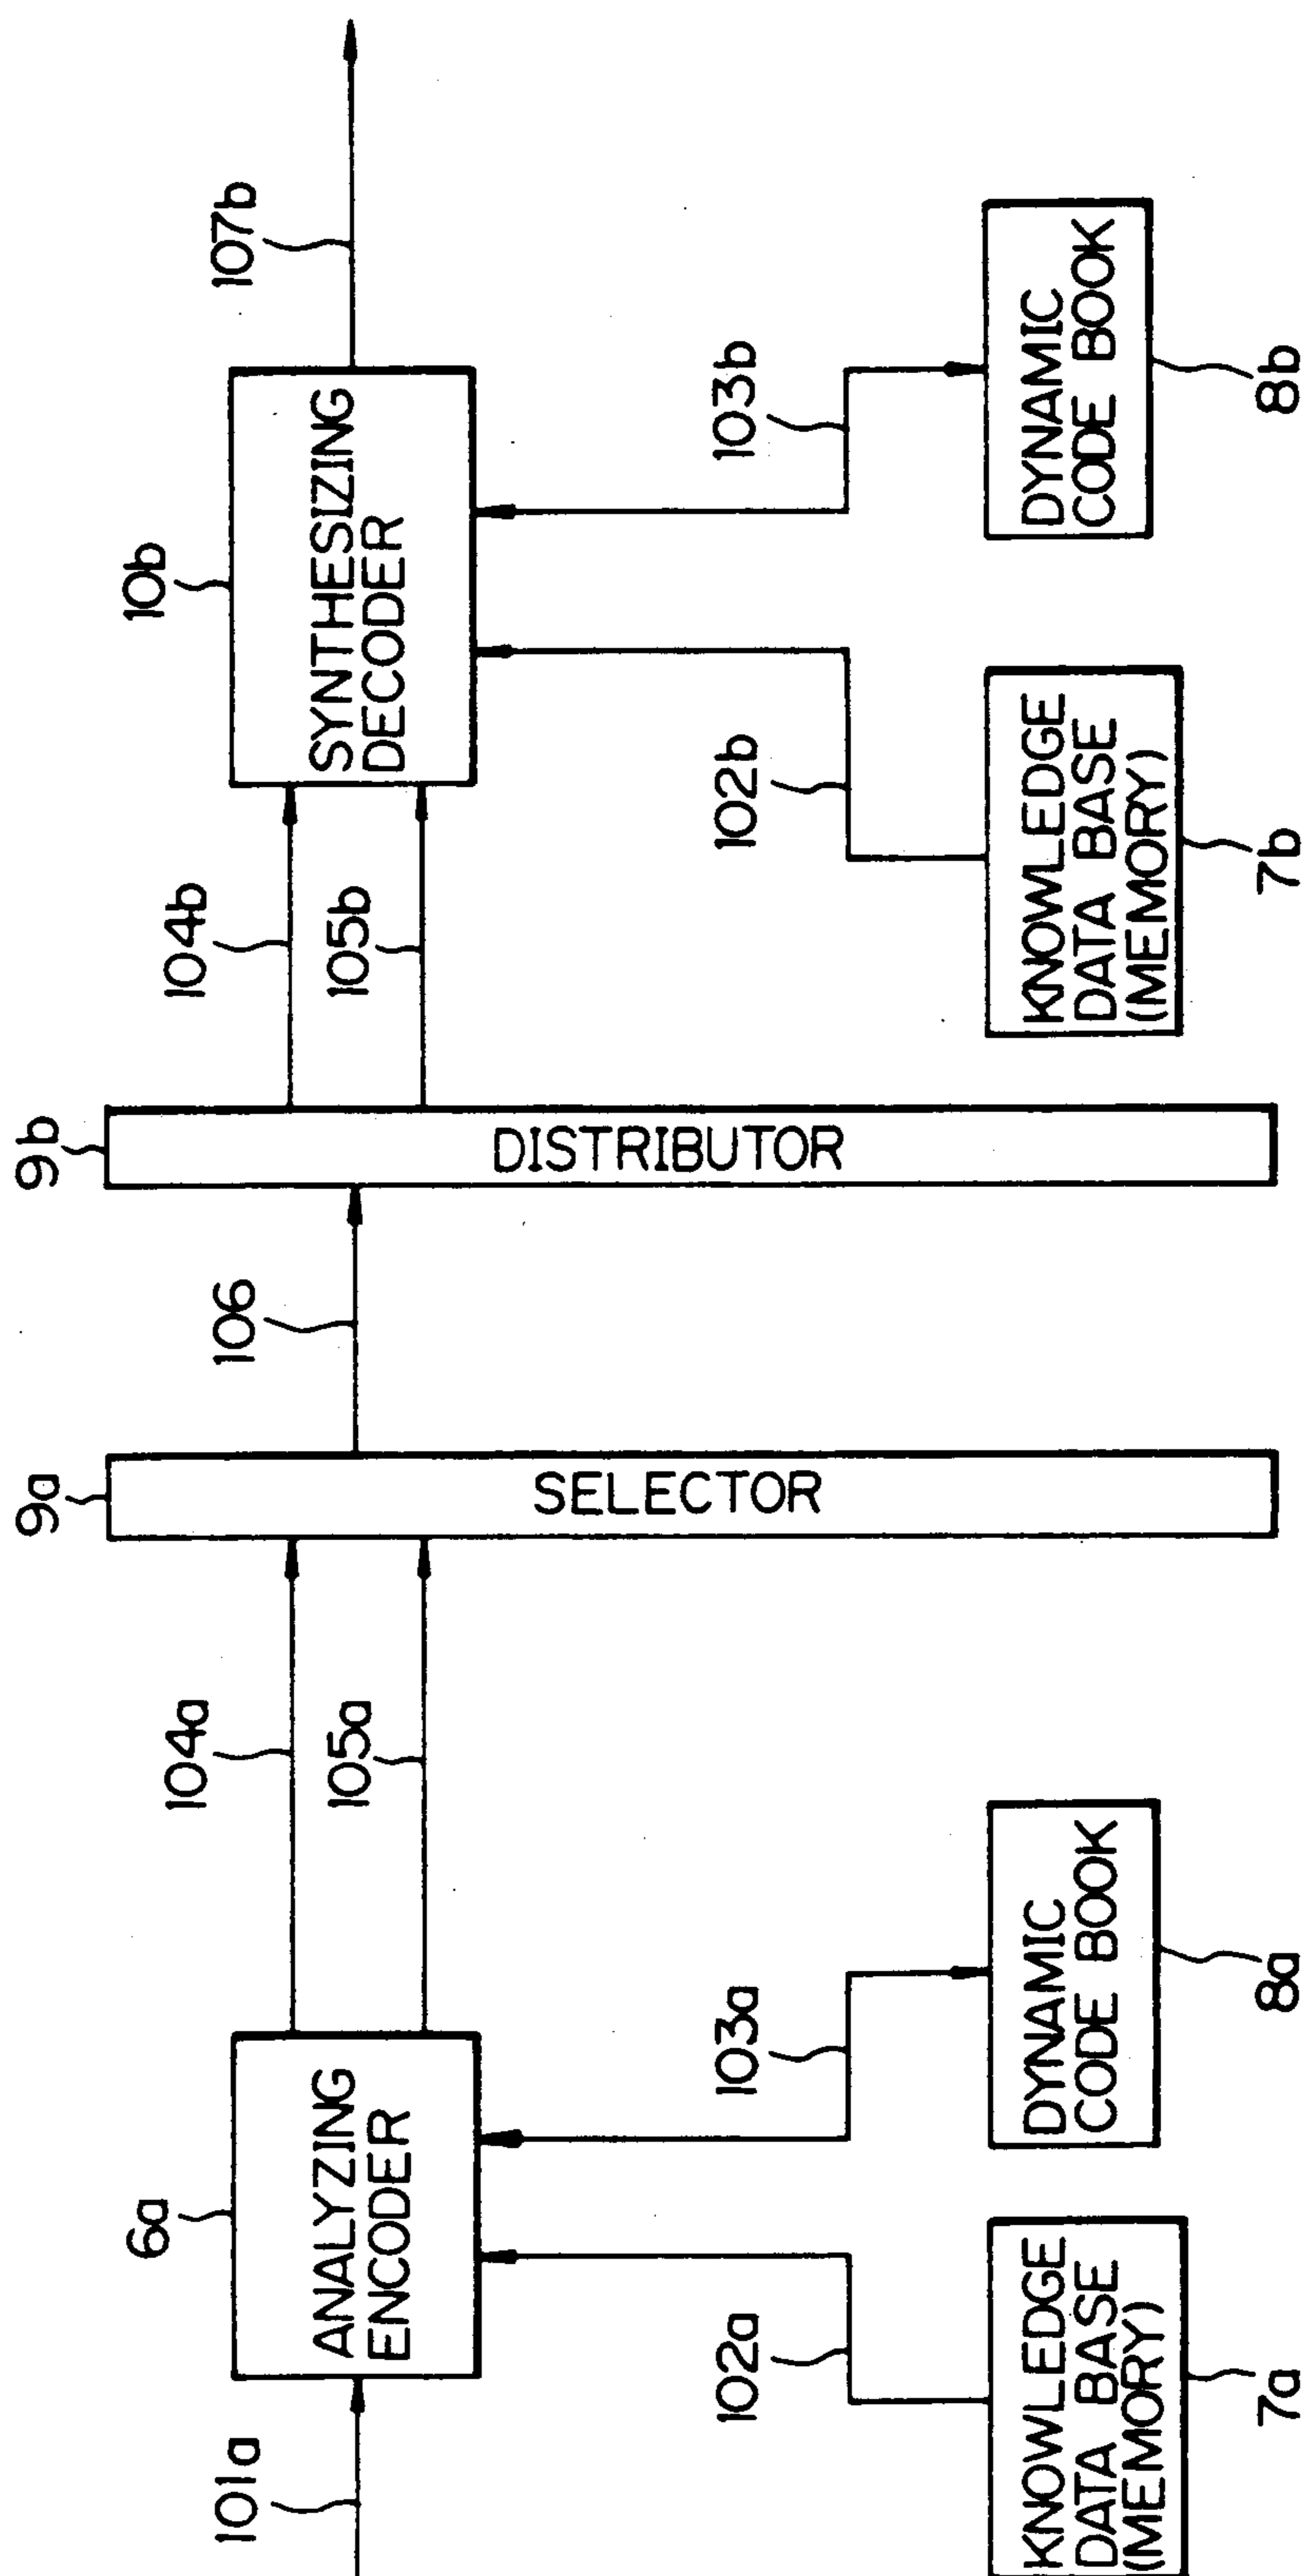 101a
6a
ANALYZING
ENCODER
102a
KNOWLEDGE
DATA BASE
(MEMORY)
7a
103a
DYNAMIC
CODE BOOK
8a
104a
105a
9a
SELECTOR
106
9b
DISTRIBUTOR
104b
105b
10b
SYNTHESIZING
DECODER
102b
KNOWLEDGE
DATA BASE
(MEMORY)
7b
103b
DYNAMIC
CODE BOOK
8b
107b